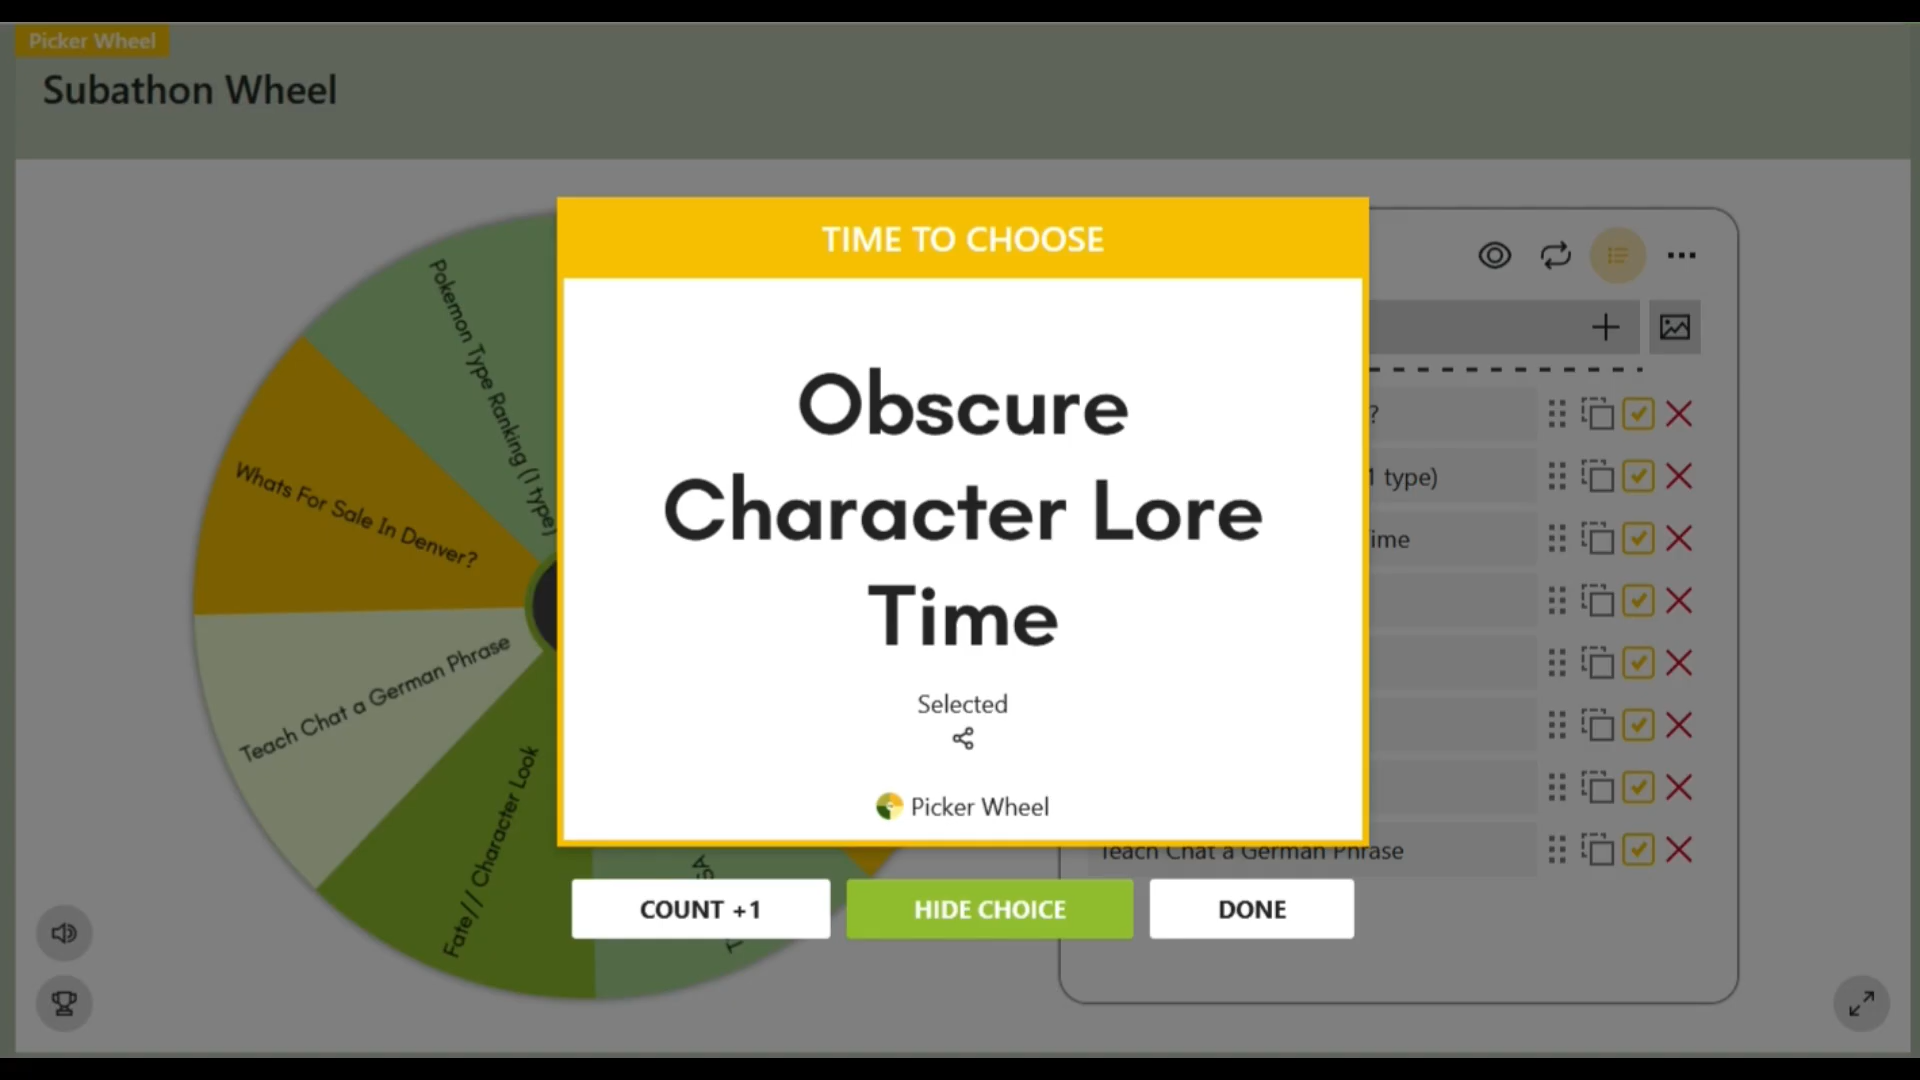 Picker Wheel
Subathon Wheel
TIME TO CHOOSE
Obscure
Character Lore
Time
Selected
Picker Wheel
COUNT +1
HIDE CHOICE
DONE
Pokemon Type Ranking (1 type)
Whats For Sale In Denver?
Teach Chat a German Phrase
Fate// Character Look
?
type)
Teach Chat a German Phrase